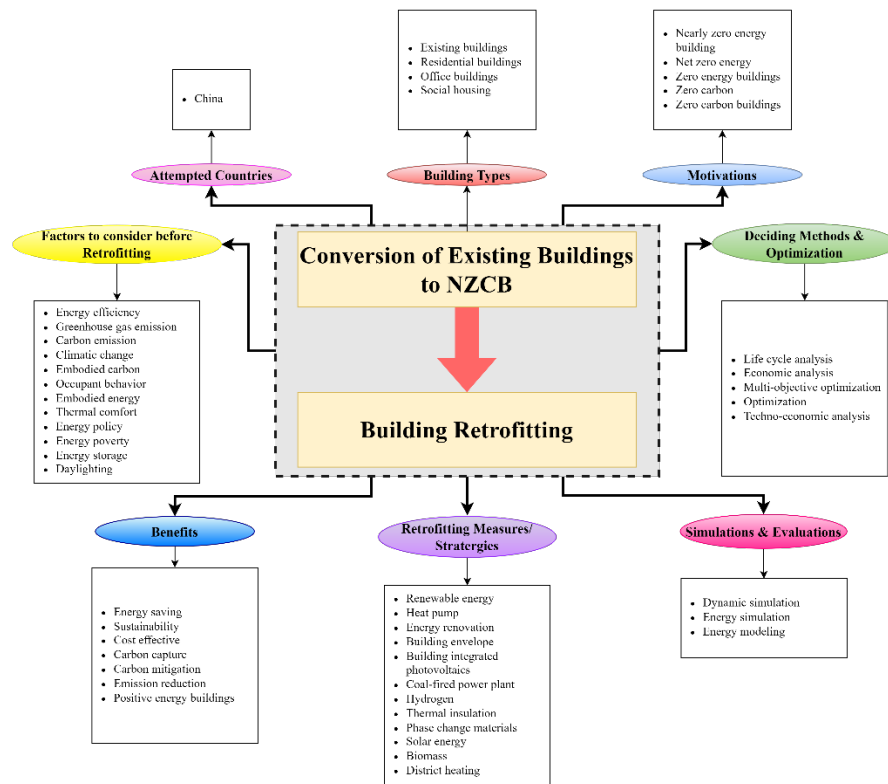 • China
• Existing buildings
• Residential buildings
• Office buildings
• Social housing
• Nearly zero energy
building
• Net zero energy
• Zero energy buildings
• Zero carbon
• Zero carbon buildings
Attempted Countries
Building Types
Motivations
Factors to consider before
Retrofitting
Conversion of Existing Buildings
to NZCB
Deciding Methods &
Optimization
• Energy efficiency
• Greenhouse gas emission
• Carbon emission
• Climatic change
• Embodied carbon
• Occupant behavior
• Embodied energy
• Thermal comfort
• Energy policy
• Energy poverty
• Energy storage
• Daylighting
• Life cycle analysis
• Economic analysis
• Multi-objective optimization
• Optimization
• Techno-economic analysis
Building Retrofitting
Benefits
Retrofitting Measures/
Stratergies
Simulations & Evaluations
• Energy saving
• Sustainability
• Cost effective
• Carbon capture
• Carbon mitigation
• Emission reduction
• Positive energy buildings
• Renewable energy
• Heat pump
• Energy renovation
• Building envelope
• Building integrated
photovoltaics
• Coal-fired power plant
• Hydrogen
• Thermal insulation
• Phase change materials
• Solar energy
• Biomass
• District heating
• Dynamic simulation
• Energy simulation
• Energy modeling